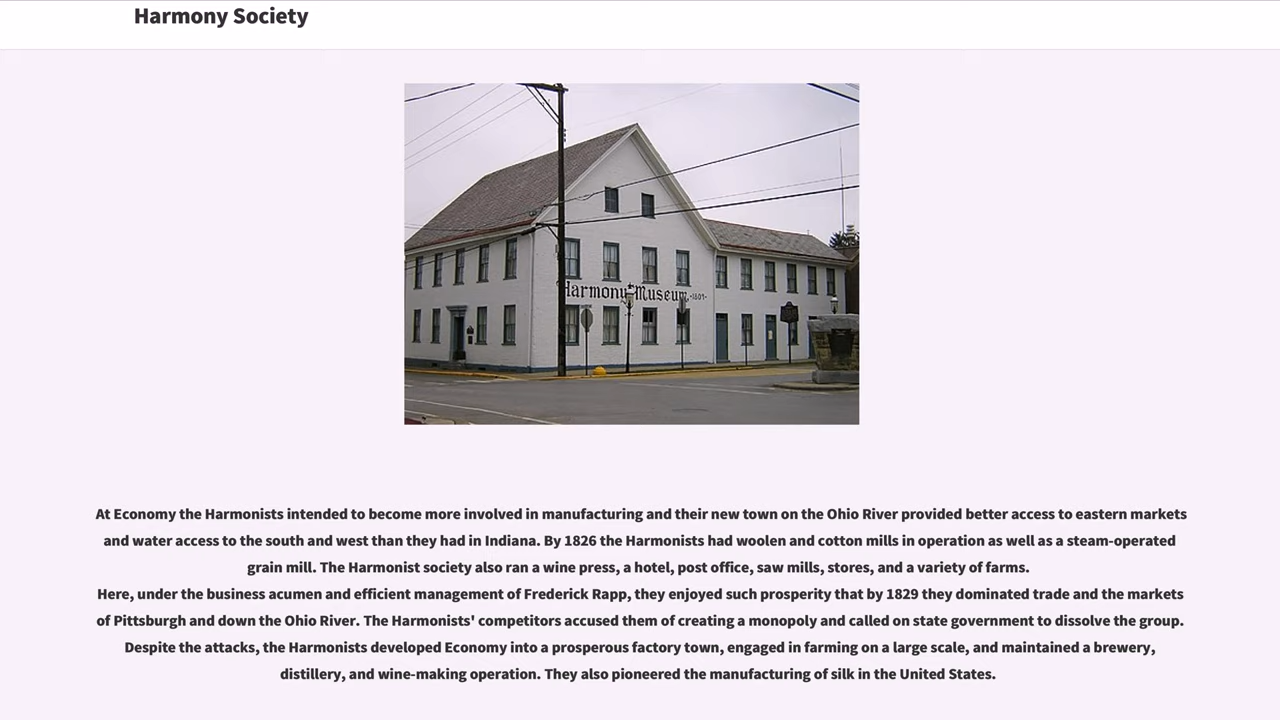 Harmony Society
Harmony Museum -1809-
At Economy the Harmonists intended to become more involved in manufacturing and their new town on the Ohio River provided better access to eastern markets
and water access to the south and west than they had in Indiana. By 1826 the Harmonists had woolen and cotton mills in operation as well as a steam-operated
grain mill. The Harmonist society also ran a wine press, a hotel, post office, saw mills, stores, and a variety of farms.
Here, under the business acumen and efficient management of Frederick Rapp, they enjoyed such prosperity that by 1829 they dominated trade and the markets
of Pittsburgh and down the Ohio River. The Harmonists' competitors accused them of creating a monopoly and called on state government to dissolve the group.
Despite the attacks, the Harmonists developed Economy into a prosperous factory town, engaged in farming on a large scale, and maintained a brewery,
distillery, and wine-making operation. They also pioneered the manufacturing of silk in the United States.